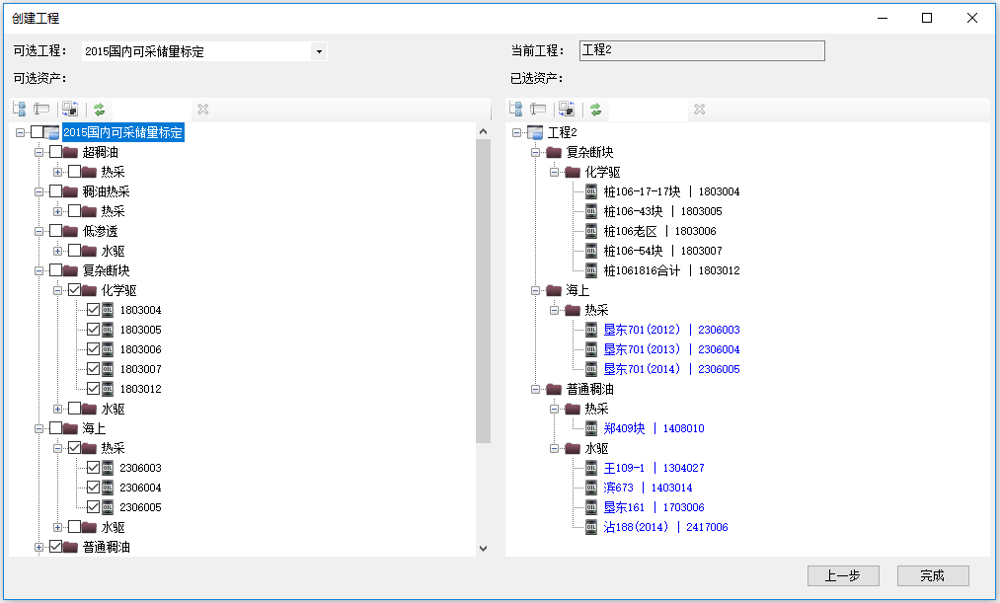 创建工程
可选工程： 2015国内可采储量标定
当前工程： 工程2
可选资产：
已选资产：
2015国内可采储量标定
超稠油
热采
稠油热采
热采
低渗透
水驱
复杂断块
化学驱
1803004
1803005
1803006
1803007
1803012
水驱
海上
热采
2306003
2306004
2306005
水驱
普通稠油
工程2
复杂断块
化学驱
桩106-17-17块 | 1803004
桩106-43块 | 1803005
桩106老区 | 1803006
桩106-54块 | 1803007
桩1061816合计 | 1803012
海上
热采
垦东701(2012) | 2306003
垦东701(2013) | 2306004
垦东701(2014) | 2306005
普通稠油
热采
郑409块 | 1408010
水驱
王109-1 | 1304027
滨673 | 1403014
垦东161 | 1703006
沾188(2014) | 2417006
上一步
完成